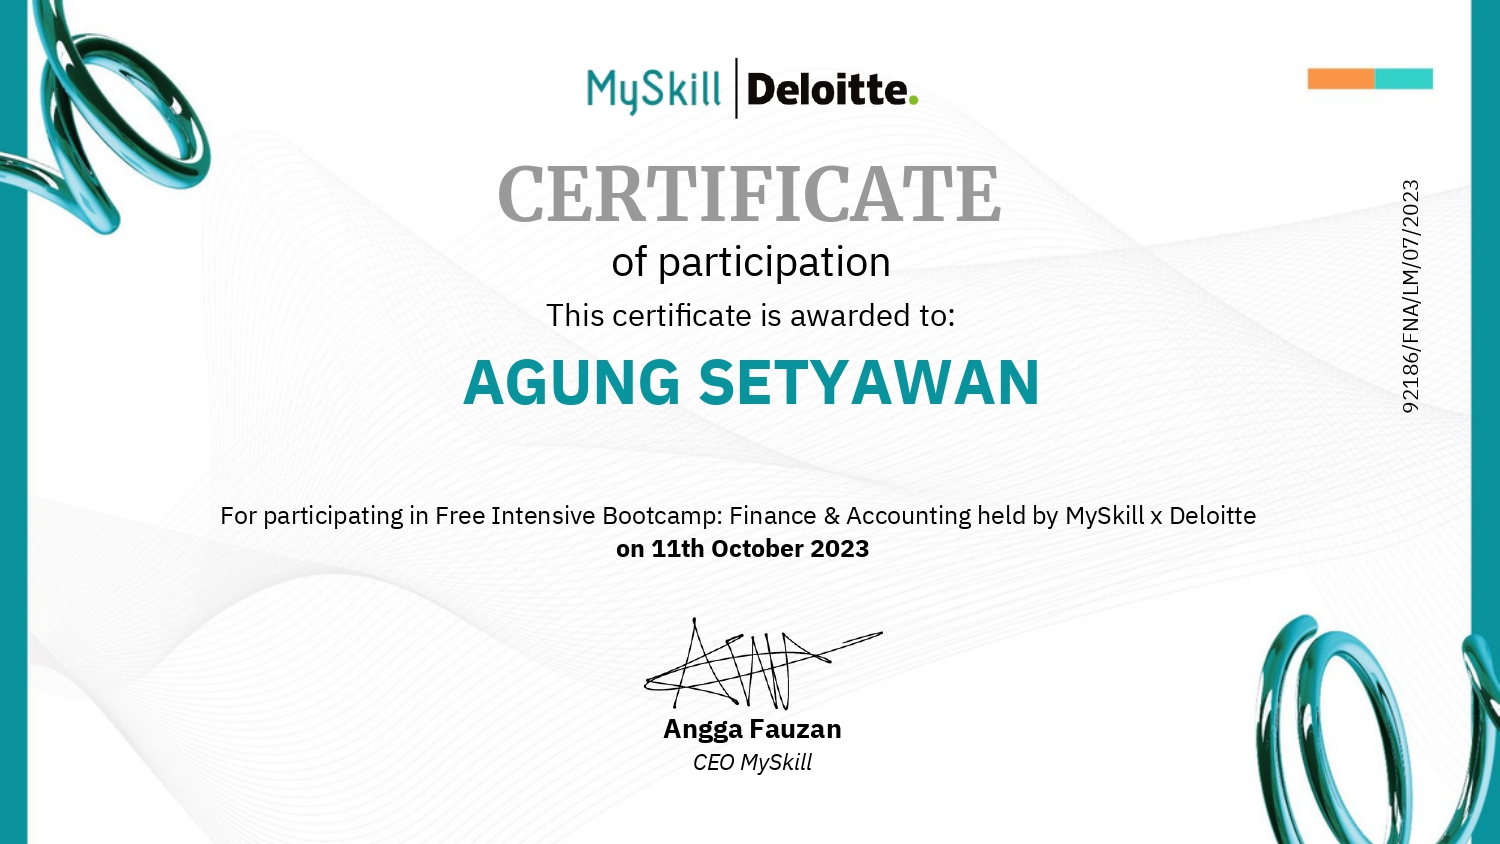 MySkill | Deloitte.
CERTIFICATE
of participation
This certificate is awarded to:
AGUNG SETYAWAN
92186/FNA/LM/07/2023
For participating in Free Intensive Bootcamp: Finance & Accounting held by MySkill x Deloitte
on 11th October 2023
Angga Fauzan
CEO MySkill